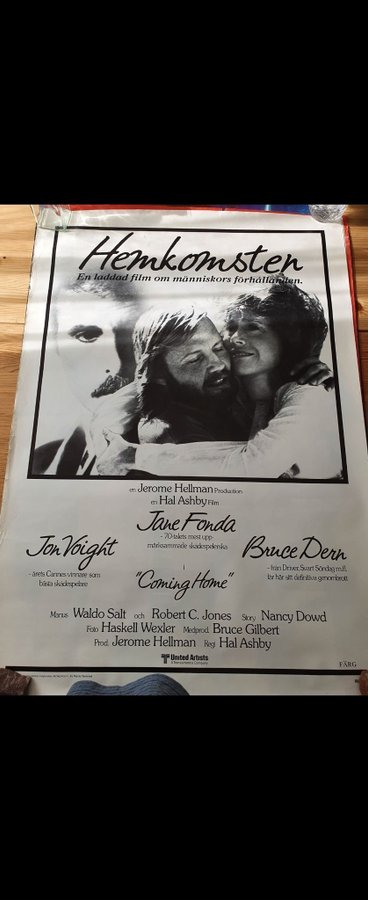 Hemkomsten
En laddad film om människors förhållanden.
en Jerome Hellman Production
en Hal Ashby Film
Jane Fonda
- 70-talets mest upp-
märksammade skådespelerska
Jon Voight
- årets Cannes vinnare som
bästa skådespelare
Bruce Dern
- från Driver, Svart Söndag m.fl.
får här sitt definitiva genombrott
i
"Coming Home"
Manus Waldo Salt och Robert C. Jones Story Nancy Dowd
Foto Haskell Wexler Medprod. Bruce Gilbert
Prod. Jerome Hellman Regi Hal Ashby
United Artists
A Transamerica Company
FÄRG